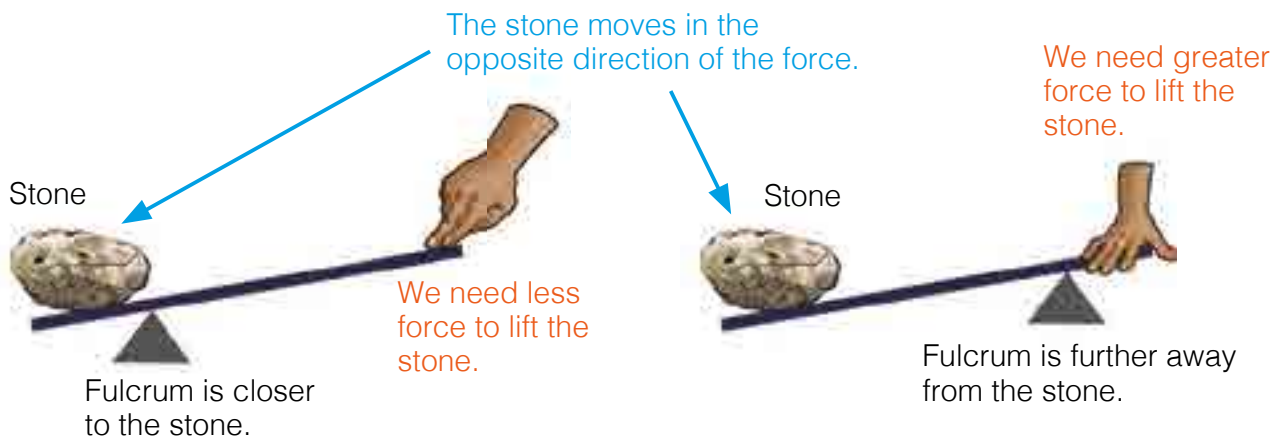 The stone moves in the
opposite direction of the force.
We need greater
force to lift the
stone.
Stone
Stone
We need less
force to lift the
stone.
Fulcrum is closer
to the stone.
Fulcrum is further away
from the stone.